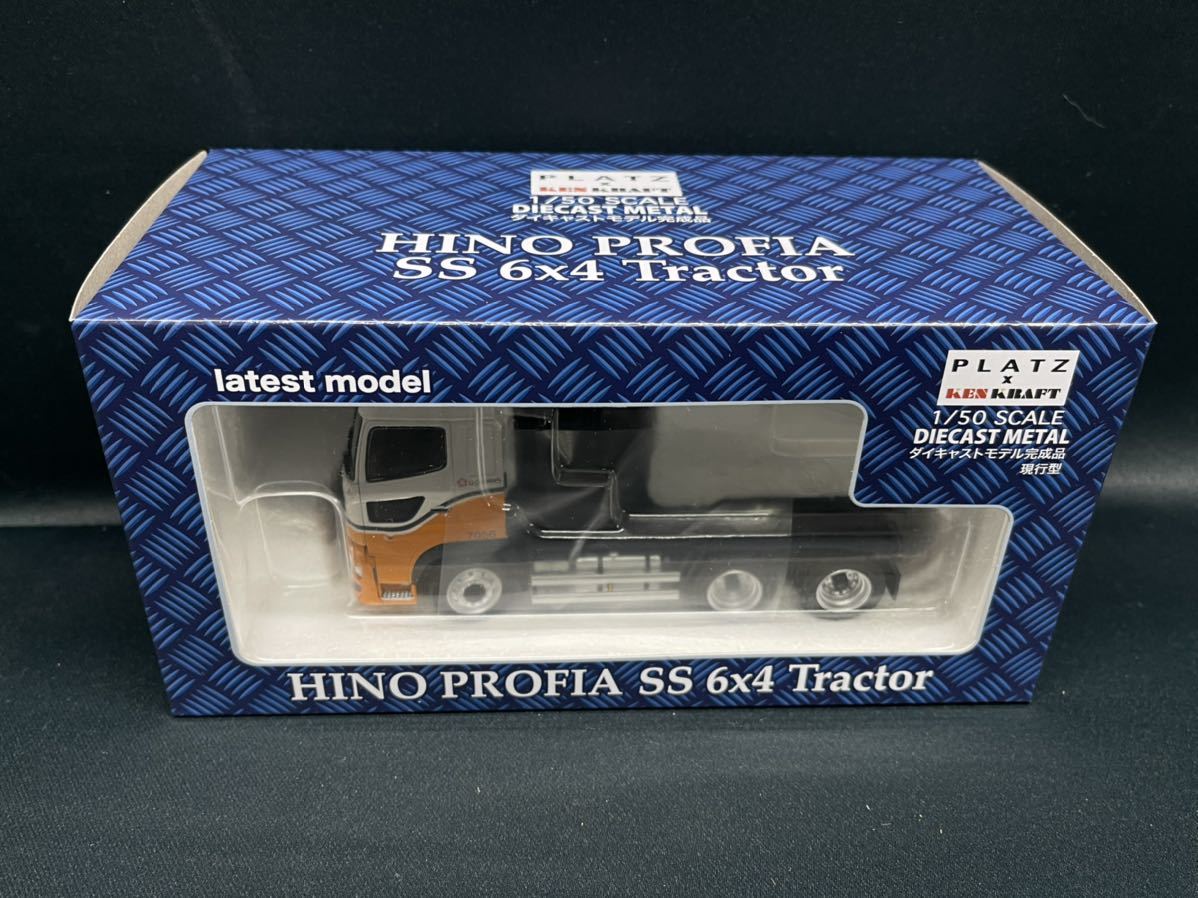 PLATZ
x
KEN KRAFT
1/50 SCALE
DIECAST METAL
ダイキャストモデル完成品
HINO PROFIA
SS 6x4 Tractor
latest model
PLATZ
x
KEN KRAFT
1/50 SCALE
DIECAST METAL
ダイキャストモデル完成品
現行型
HINO PROFIA SS 6x4 Tractor